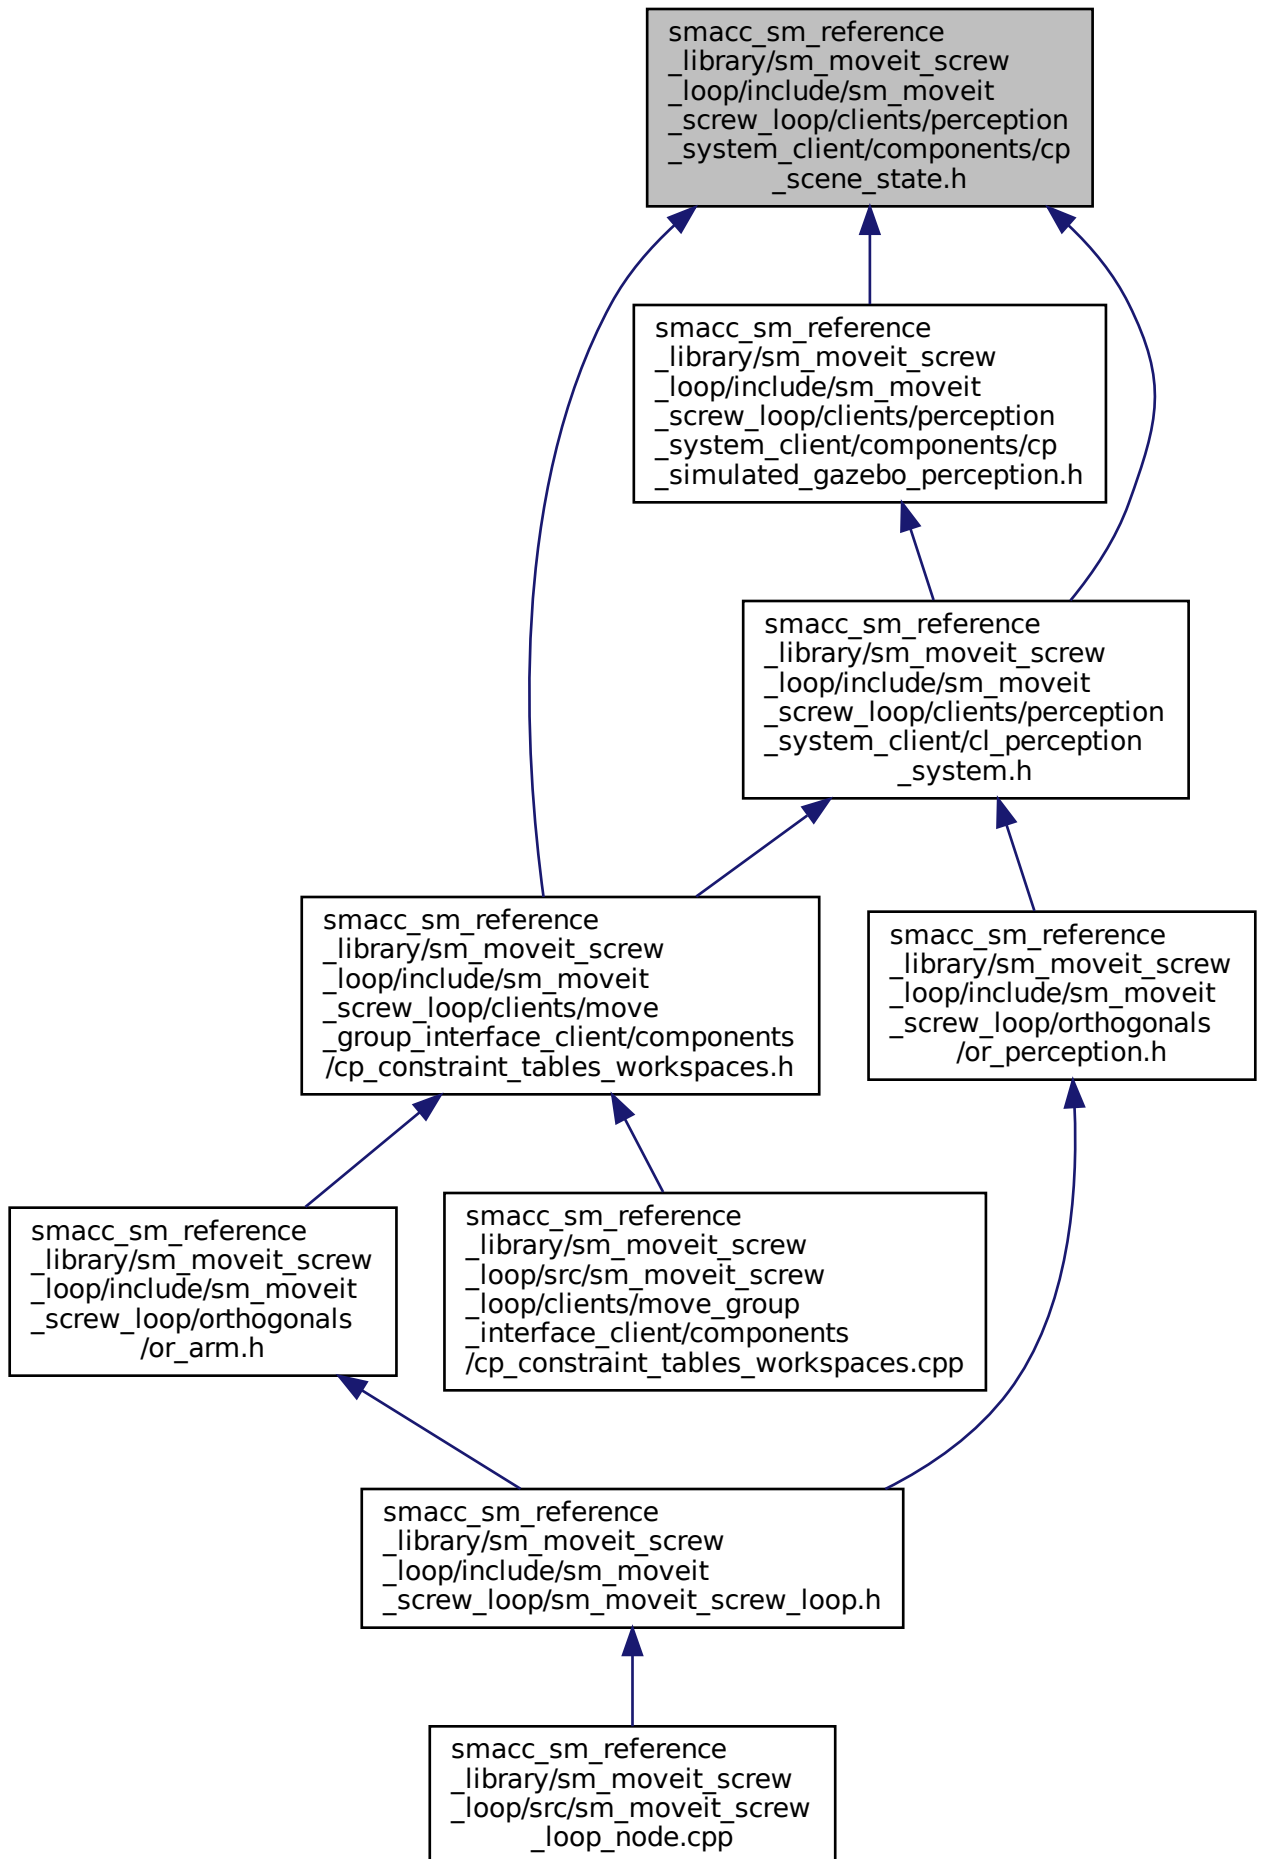 smacc_sm_reference
_library/sm_moveit_screw
_loop/include/sm_moveit
_screw_loop/clients/perception
_system_client/components/cp
_scene_state.h
smacc_sm_reference
_library/sm_moveit_screw
_loop/include/sm_moveit
_screw_loop/clients/perception
_system_client/components/cp
_simulated_gazebo_perception.h
smacc_sm_reference
_library/sm_moveit_screw
_loop/include/sm_moveit
_screw_loop/clients/perception
_system_client/cl_perception
_system.h
smacc_sm_reference
_library/sm_moveit_screw
_loop/include/sm_moveit
_screw_loop/clients/move
_group_interface_client/components
/cp_constraint_tables_workspaces.h
smacc_sm_reference
_library/sm_moveit_screw
_loop/include/sm_moveit
_screw_loop/orthogonals
/or_perception.h
smacc_sm_reference
_library/sm_moveit_screw
_loop/include/sm_moveit
_screw_loop/orthogonals
/or_arm.h
smacc_sm_reference
_library/sm_moveit_screw
_loop/src/sm_moveit_screw
_loop/clients/move_group
_interface_client/components
/cp_constraint_tables_workspaces.cpp
smacc_sm_reference
_library/sm_moveit_screw
_loop/include/sm_moveit
_screw_loop/sm_moveit_screw_loop.h
smacc_sm_reference
_library/sm_moveit_screw
_loop/src/sm_moveit_screw
_loop_node.cpp